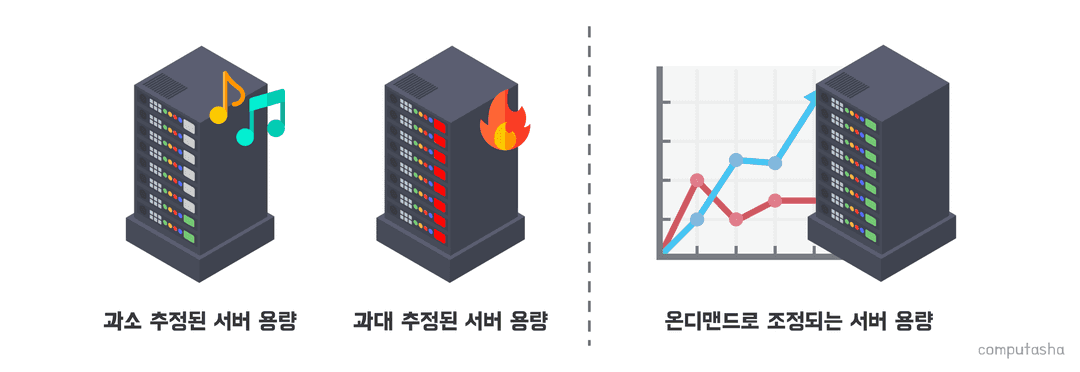 과소 추정된 서버 용량
과대 추정된 서버 용량
온디맨드로 조정되는 서버 용량
computasha